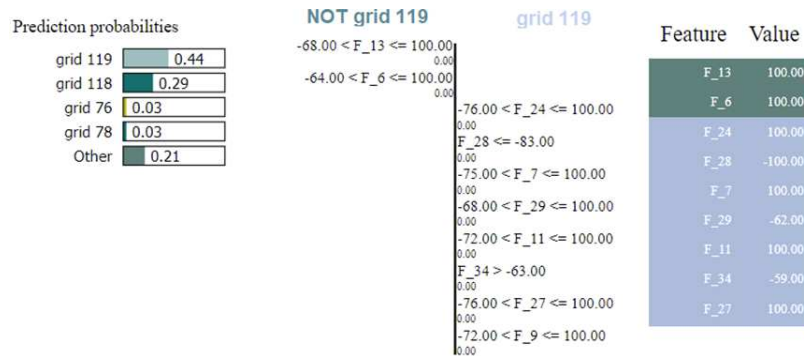 Prediction probabilities
grid 119 0.44
grid 118 0.29
grid 76 0.03
grid 78 0.03
Other 0.21
NOT grid 119 grid 119
-68.00 < F_13 <= 100.00
0.00
-64.00 < F_6 <= 100.00
0.00
-76.00 < F_24 <= 100.00
0.00
F_28 <= -83.00
0.00
-75.00 < F_7 <= 100.00
0.00
-68.00 < F_29 <= 100.00
0.00
-72.00 < F_11 <= 100.00
0.00
F_34 > -63.00
0.00
-76.00 < F_27 <= 100.00
0.00
-72.00 < F_9 <= 100.00
0.00
Feature Value
F_13 100.00
F_6 100.00
F_24 100.00
F_28 -100.00
F_7 100.00
F_29 -62.00
F_11 100.00
F_34 -59.00
F_27 100.00